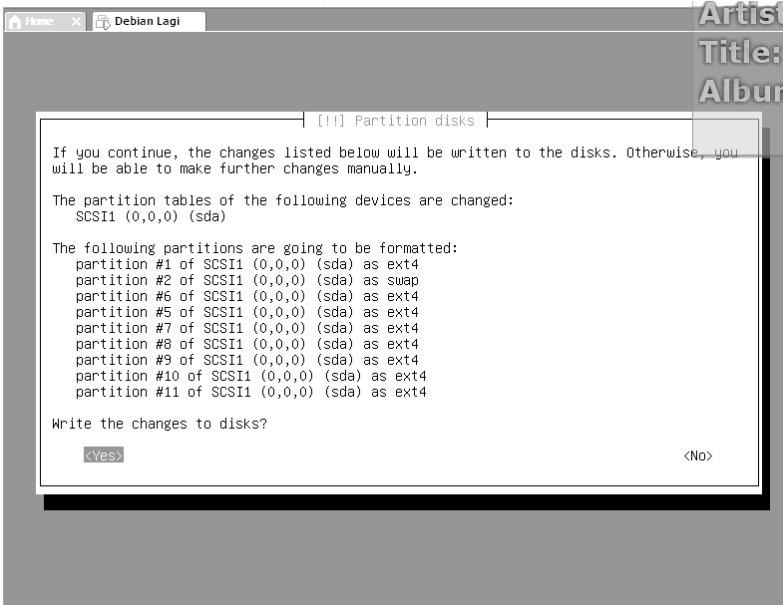 Home
Debian Lagi
Artist
Title:
Album
[!!] Partition disks
If you continue, the changes listed below will be written to the disks. Otherwise, you
will be able to make further changes manually.
The partition tables of the following devices are changed:
SCSI1 (0,0,0) (sda)
The following partitions are going to be formatted:
partition #1 of SCSI1 (0,0,0) (sda) as ext4
partition #2 of SCSI1 (0,0,0) (sda) as swap
partition #6 of SCSI1 (0,0,0) (sda) as ext4
partition #5 of SCSI1 (0,0,0) (sda) as ext4
partition #7 of SCSI1 (0,0,0) (sda) as ext4
partition #8 of SCSI1 (0,0,0) (sda) as ext4
partition #9 of SCSI1 (0,0,0) (sda) as ext4
partition #10 of SCSI1 (0,0,0) (sda) as ext4
partition #11 of SCSI1 (0,0,0) (sda) as ext4
Write the changes to disks?
<Yes> <No>